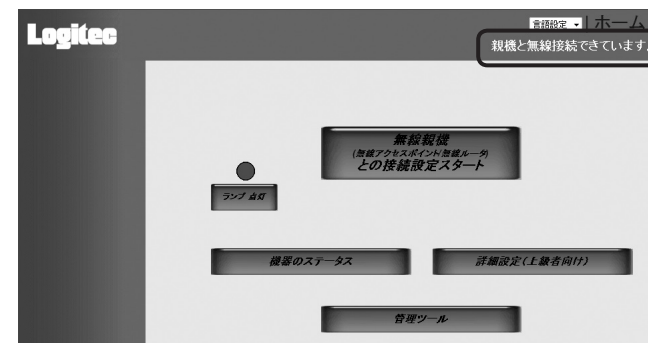 Logitec
言語設定 | ホーム
親機と無線接続できています。
無線親機
(無線アクセスポイント/無線ルータ)
との接続設定スタート
ランプ 点灯
機器のステータス
詳細設定(上級者向け)
管理ツール